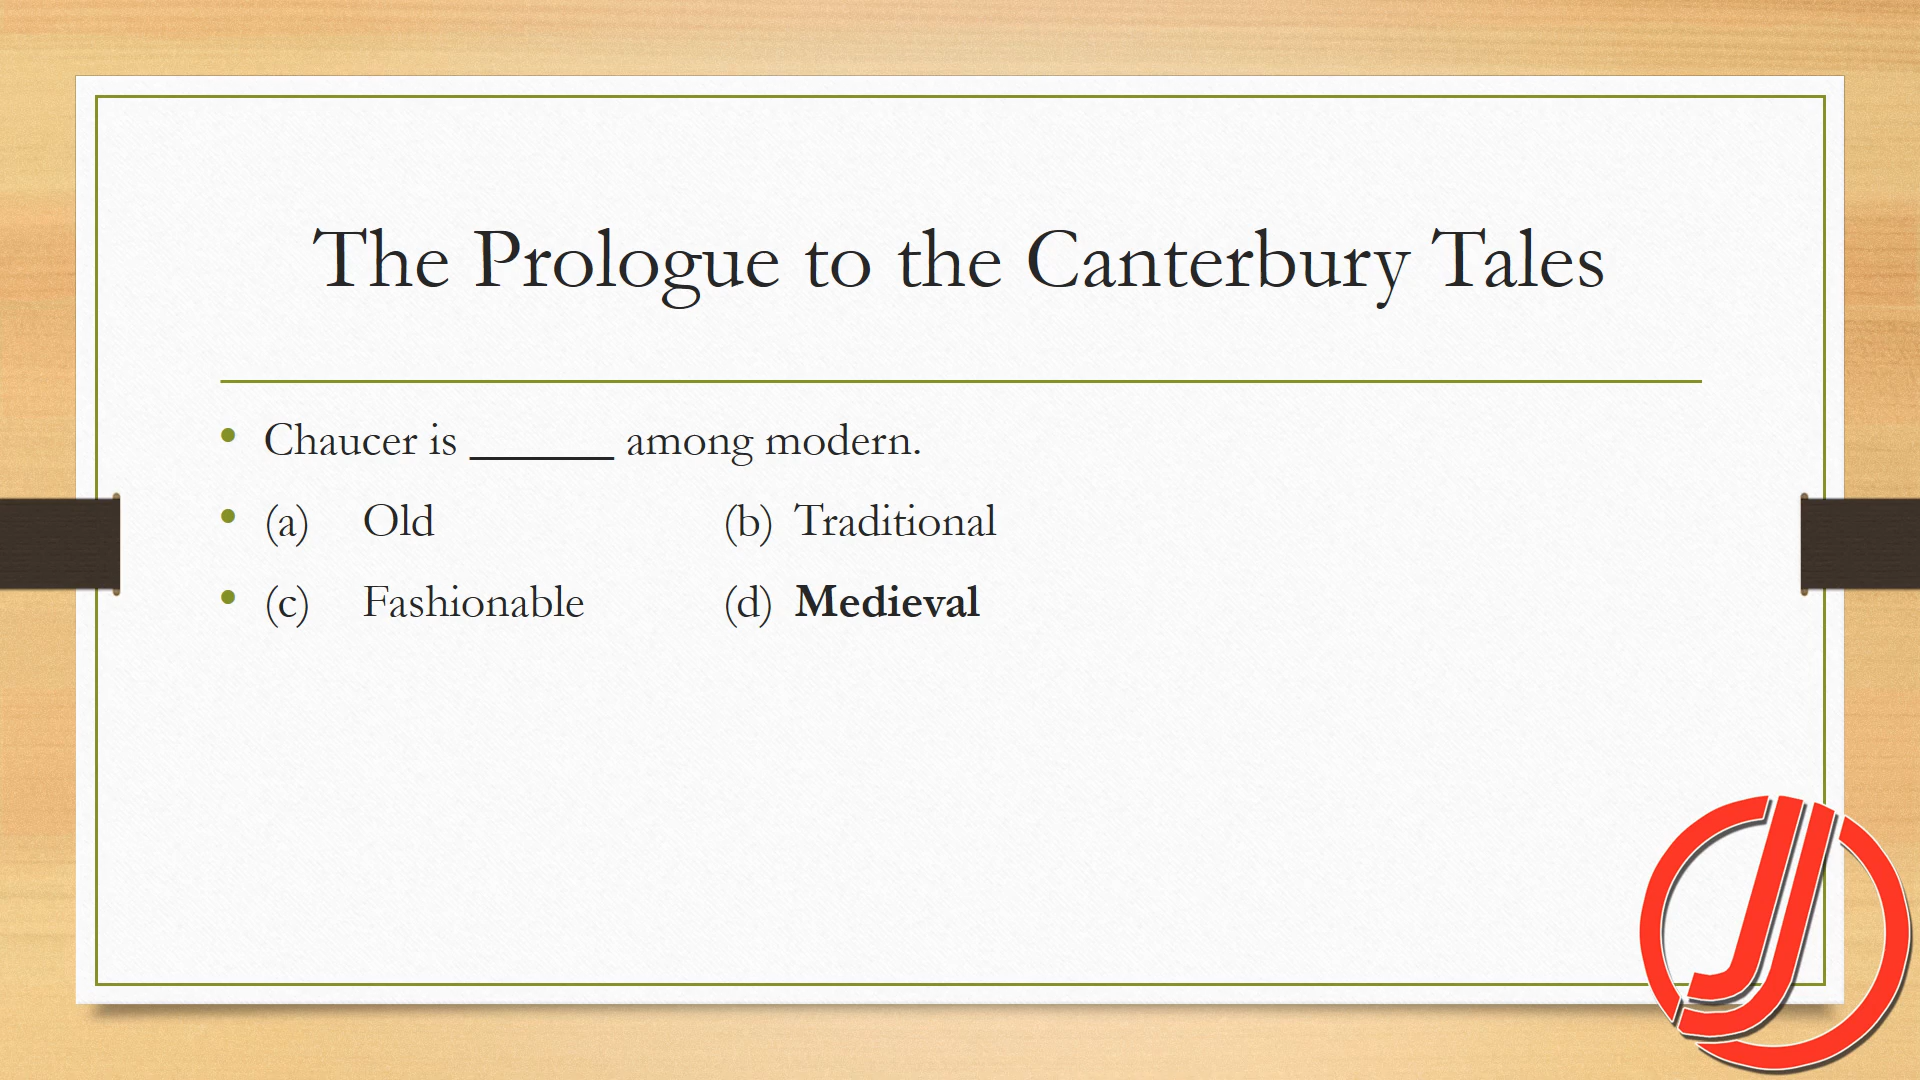 The Prologue to the Canterbury Tales
• Chaucer is ______ among modern.
• (a) Old (b) Traditional
• (c) Fashionable (d) Medieval